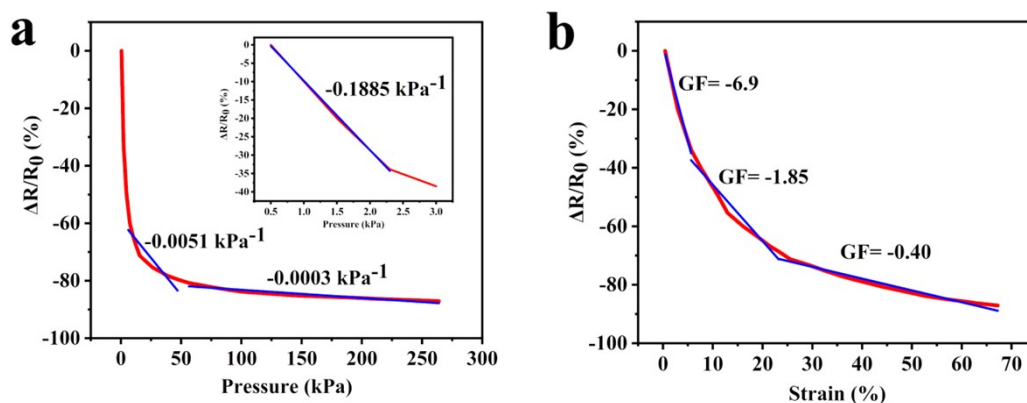 a
0
-20
-40
-60
-80
-100
ΔR/R0 (%)
0 50 100 150 200 250 300
Pressure (kPa)
-0.0051 kPa-1
-0.0003 kPa-1
0
-5
-10
-15
-20
-25
-30
-35
-40
ΔR/R0 (%)
-0.1885 kPa-1
0.5 1.0 1.5 2.0 2.5 3.0
Pressure (kPa)
b
0
-20
-40
-60
-80
-100
ΔR/R0 (%)
GF= -6.9
GF= -1.85
GF= -0.40
0 10 20 30 40 50 60 70
Strain (%)